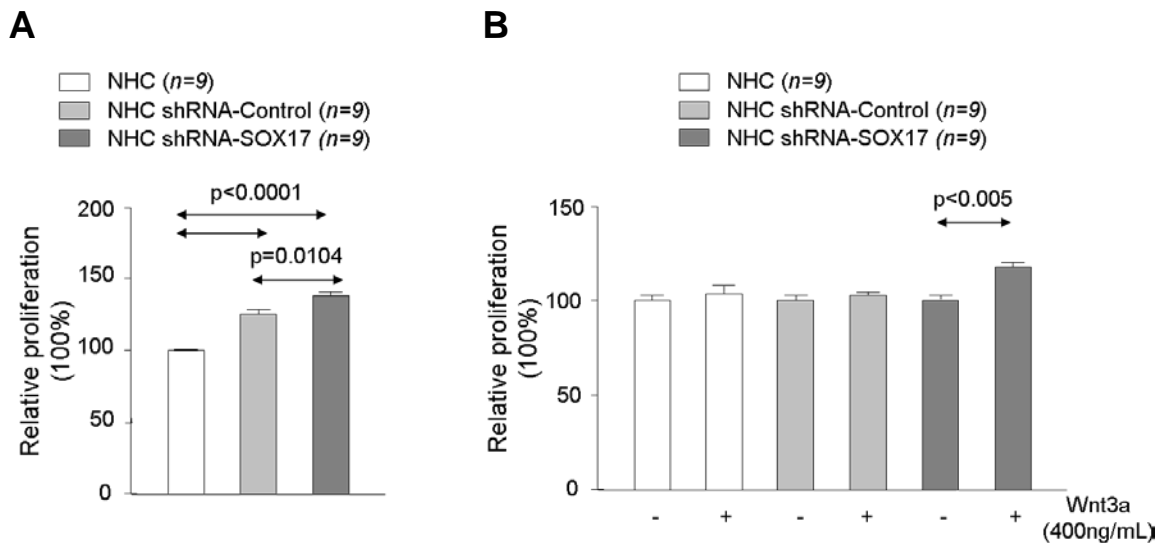 A
NHC (n=9)
NHC shRNA-Control (n=9)
NHC shRNA-SOX17 (n=9)
p<0.0001
p=0.0104
Relative proliferation
(100%)
200
150
100
50
0
B
NHC (n=9)
NHC shRNA-Control (n=9)
NHC shRNA-SOX17 (n=9)
p<0.005
Relative proliferation
(100%)
150
100
50
0
- + - + - +
Wnt3a
(400ng/mL)